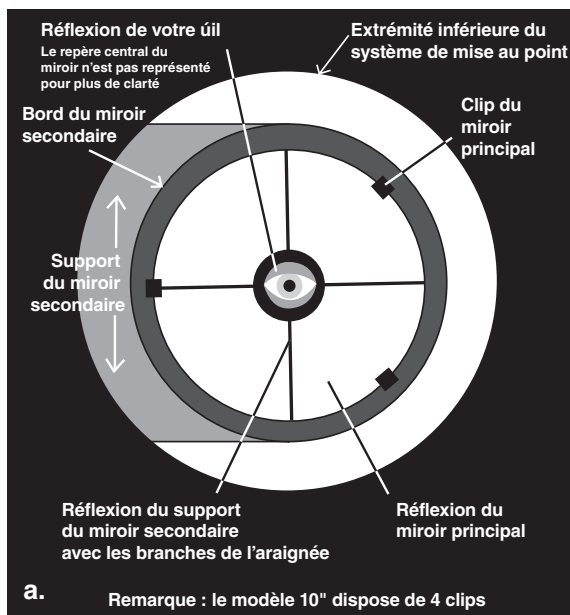 Réflexion de votre úil
Le repère central du
miroir n'est pas représenté
pour plus de clarté
Extrémité inférieure du
système de mise au point
Bord du miroir
secondaire
Clip du
miroir
principal
Support
du miroir
secondaire
Réflexion du support
du miroir secondaire
avec les branches de l'araignée
Réflexion du
miroir principal
a.
Remarque : le modèle 10" dispose de 4 clips